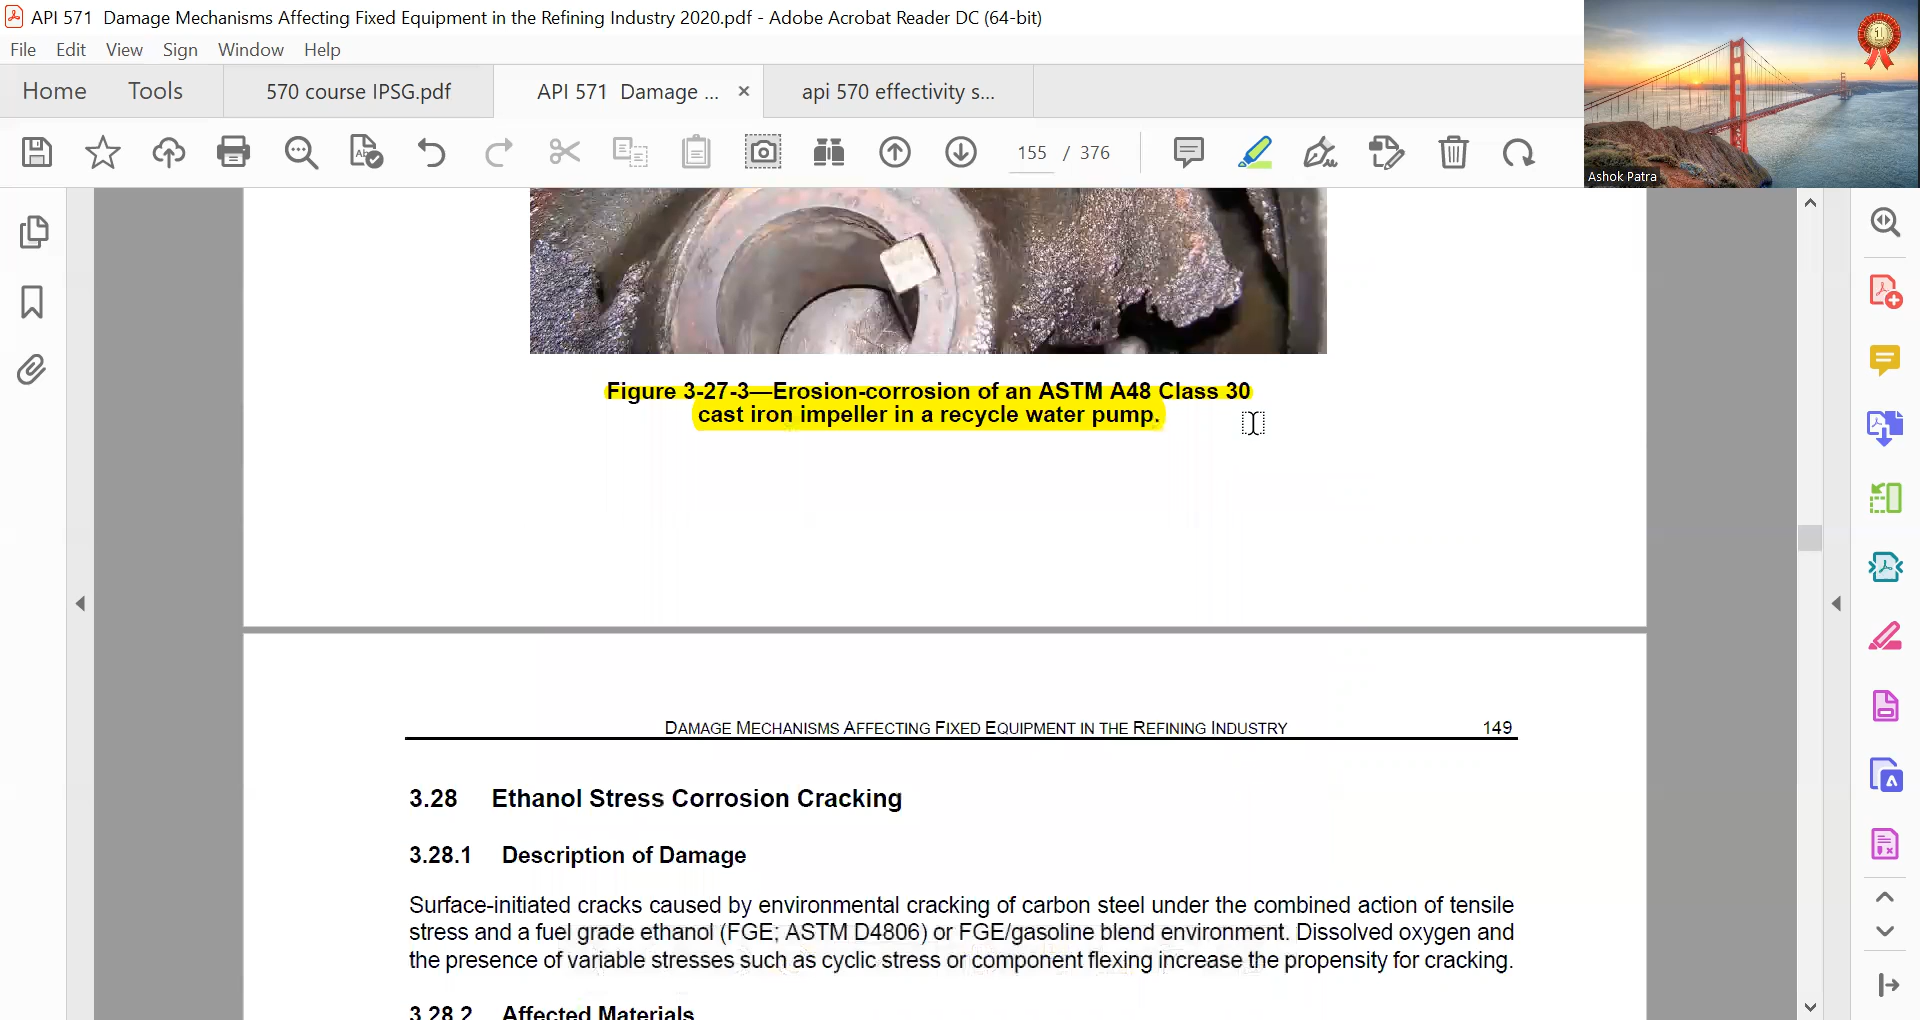 API 571 Damage Mechanisms Affecting Fixed Equipment in the Refining Industry 2020.pdf - Adobe Acrobat Reader DC (64-bit)
File Edit View Sign Window Help
Home Tools 570 course IPSG.pdf API 571 Damage ... × api 570 effectivity s...
155 / 376
1
Ashok Patra
Figure 3-27-3—Erosion-corrosion of an ASTM A48 Class 30
cast iron impeller in a recycle water pump.
DAMAGE MECHANISMS AFFECTING FIXED EQUIPMENT IN THE REFINING INDUSTRY 149
3.28 Ethanol Stress Corrosion Cracking
3.28.1 Description of Damage
Surface-initiated cracks caused by environmental cracking of carbon steel under the combined action of tensile
stress and a fuel grade ethanol (FGE; ASTM D4806) or FGE/gasoline blend environment. Dissolved oxygen and
the presence of variable stresses such as cyclic stress or component flexing increase the propensity for cracking.
3.28.2 Affected Materials